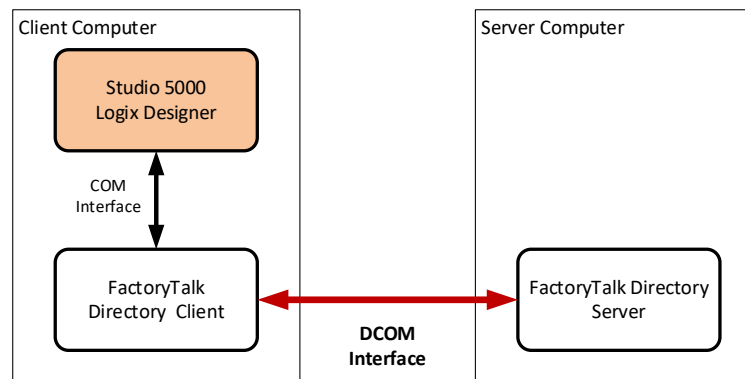 Client Computer
Server Computer
Studio 5000
Logix Designer
COM
Interface
FactoryTalk
Directory Client
FactoryTalk Directory
Server
DCOM
Interface